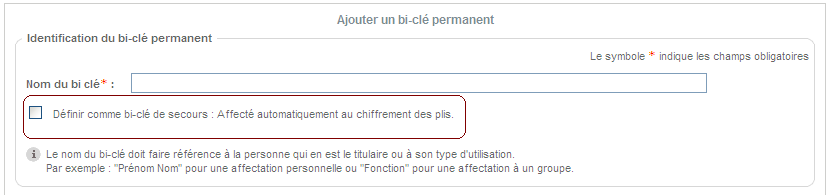 Ajouter un bi-clé permanent
Identification du bi-clé permanent
Le symbole * indique les champs obligatoires
Nom du bi clé* :
Définir comme bi-clé de secours : Affecté automatiquement au chiffrement des plis.
Le nom du bi-clé doit faire référence à la personne qui en est le titulaire ou à son type d'utilisation.
Par exemple : "Prénom Nom" pour une affectation personnelle ou "Fonction" pour une affectation à un groupe.